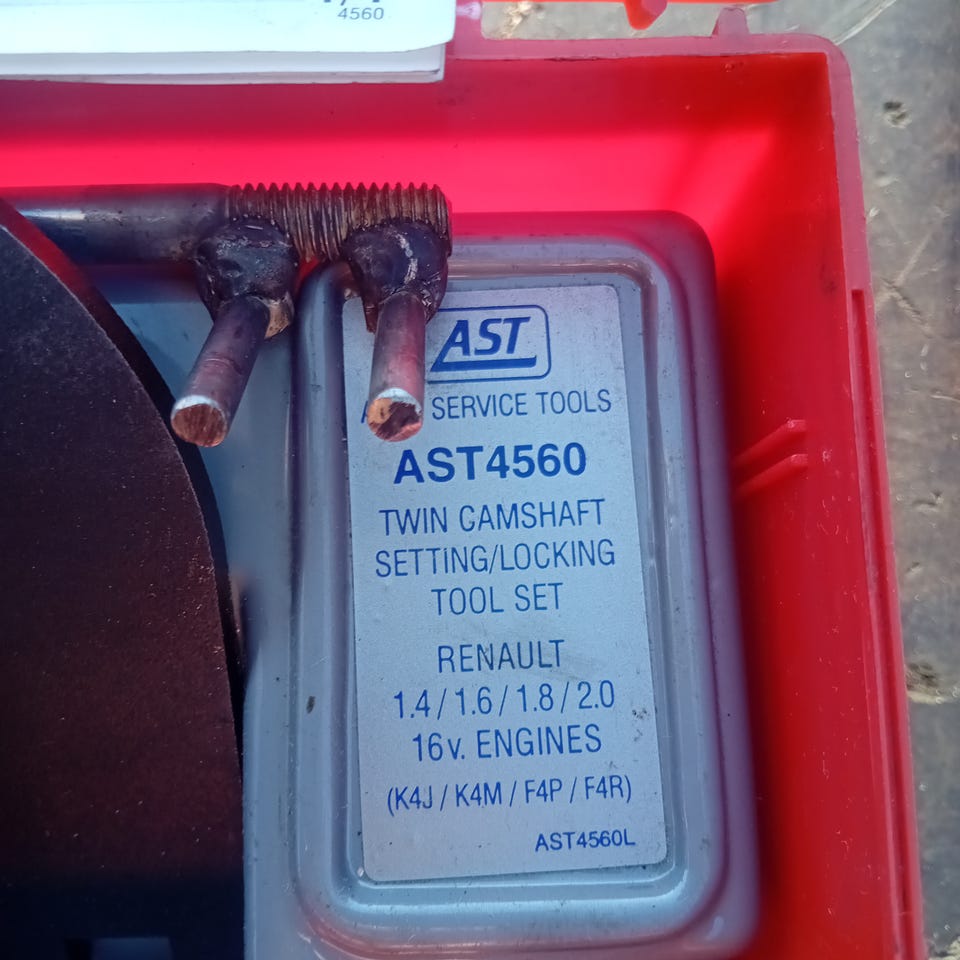 4560
AST
SERVICE TOOLS
AST4560
TWIN CAMSHAFT
SETTING/LOCKING
TOOL SET
RENAULT
1.4 / 1.6 / 1.8 / 2.0
16v. ENGINES
(K4J / K4M / F4P / F4R)
AST4560L